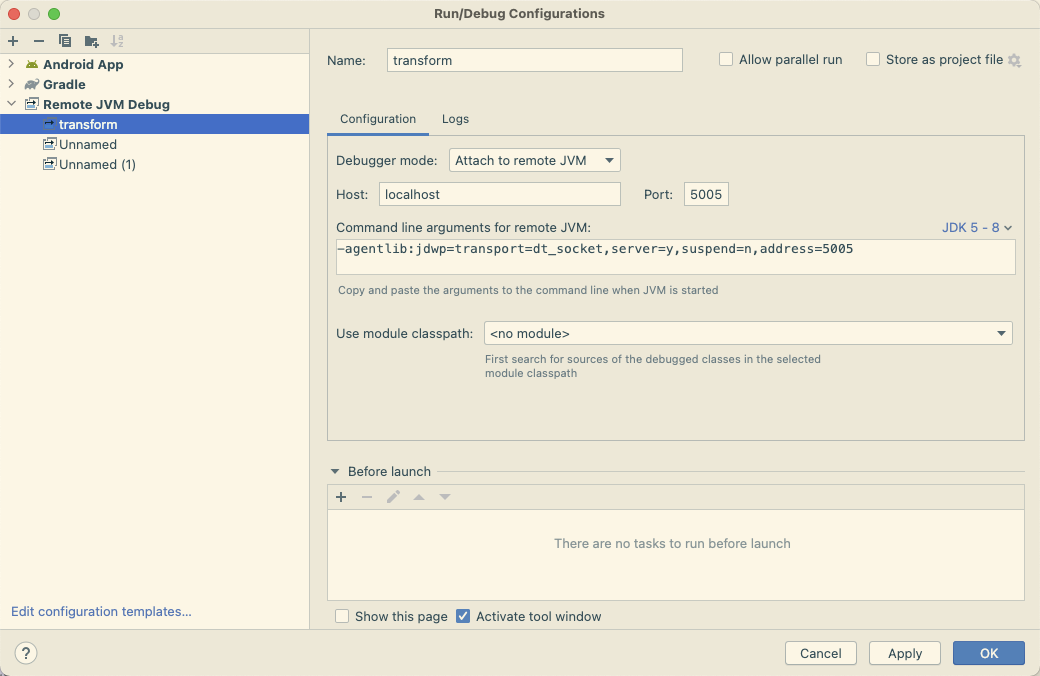 Run/Debug Configurations
Android App
Gradle
Remote JVM Debug
transform
Unnamed
Unnamed (1)
Edit configuration templates...
Name: transform
Allow parallel run
Store as project file
Configuration Logs
Debugger mode: Attach to remote JVM
Host: localhost Port: 5005
Command line arguments for remote JVM: JDK 5 - 8
-agentlib:jdwp=transport=dt_socket,server=y,suspend=n,address=5005
Copy and paste the arguments to the command line when JVM is started
Use module classpath: <no module>
First search for sources of the debugged classes in the selected
module classpath
Before launch
There are no tasks to run before launch
Show this page Activate tool window
? Cancel Apply OK